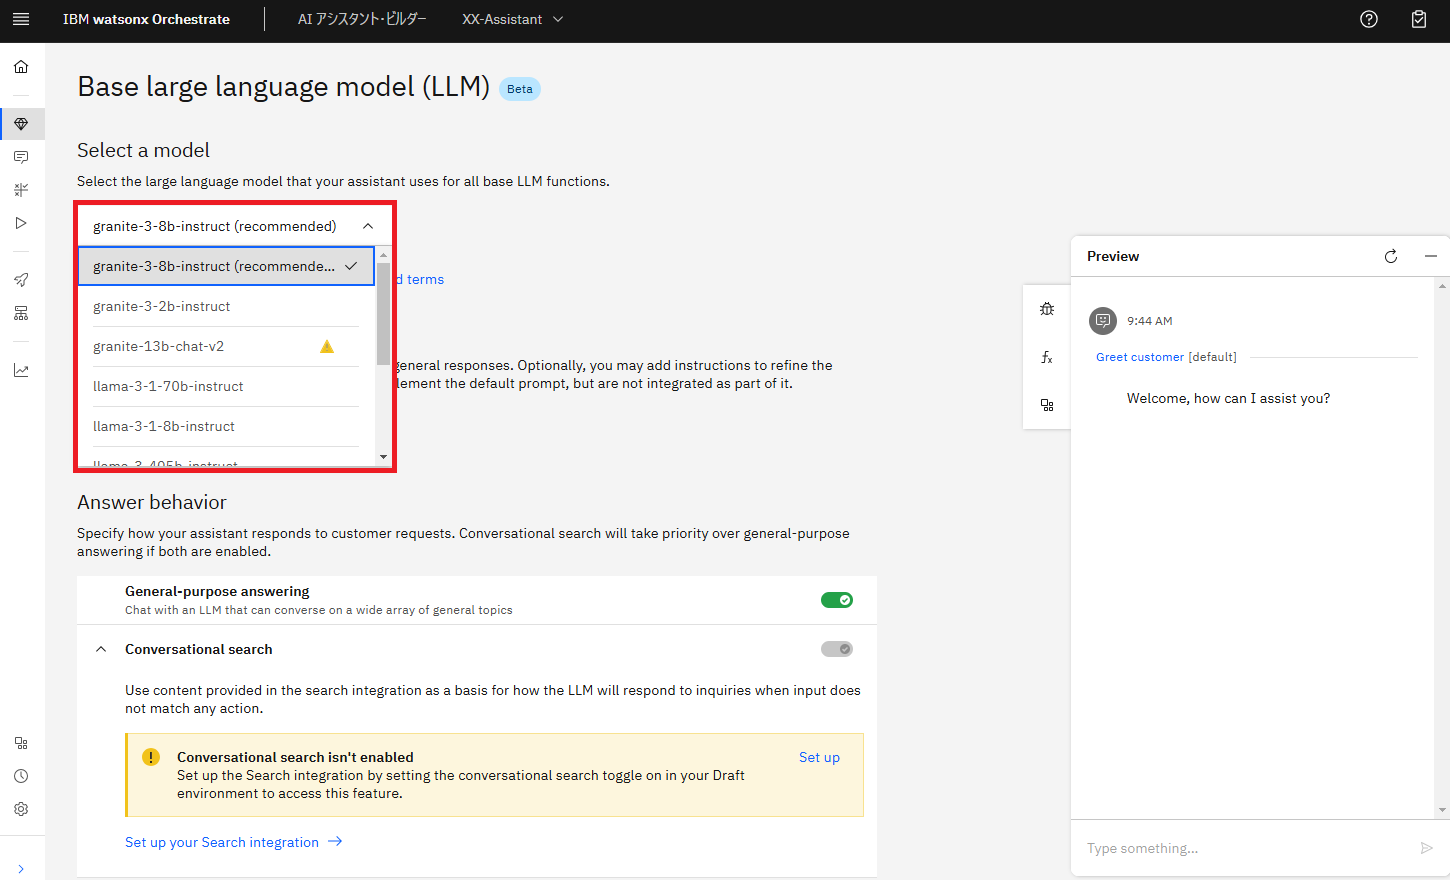 IBM watsonx Orchestrate
AI アシスタント・ビルダー
XX-Assistant
Base large language model (LLM)
Beta
Select a model
Select the large language model that your assistant uses for all base LLM functions.
granite-3-8b-instruct (recommended)
granite-3-8b-instruct (recommende...
granite-3-2b-instruct
granite-13b-chat-v2
llama-3-1-70b-instruct
llama-3-1-8b-instruct
llama-3-405b-instruct
d terms
general responses. Optionally, you may add instructions to refine the
lement the default prompt, but are not integrated as part of it.
Answer behavior
Specify how your assistant responds to customer requests. Conversational search will take priority over general-purpose
answering if both are enabled.
General-purpose answering
Chat with an LLM that can converse on a wide array of general topics
Conversational search
Use content provided in the search integration as a basis for how the LLM will respond to inquiries when input does
not match any action.
Conversational search isn't enabled
Set up
Set up the Search integration by setting the conversational search toggle on in your Draft
environment to access this feature.
Set up your Search integration
Preview
9:44 AM
Greet customer [default]
Welcome, how can I assist you?
Type something...